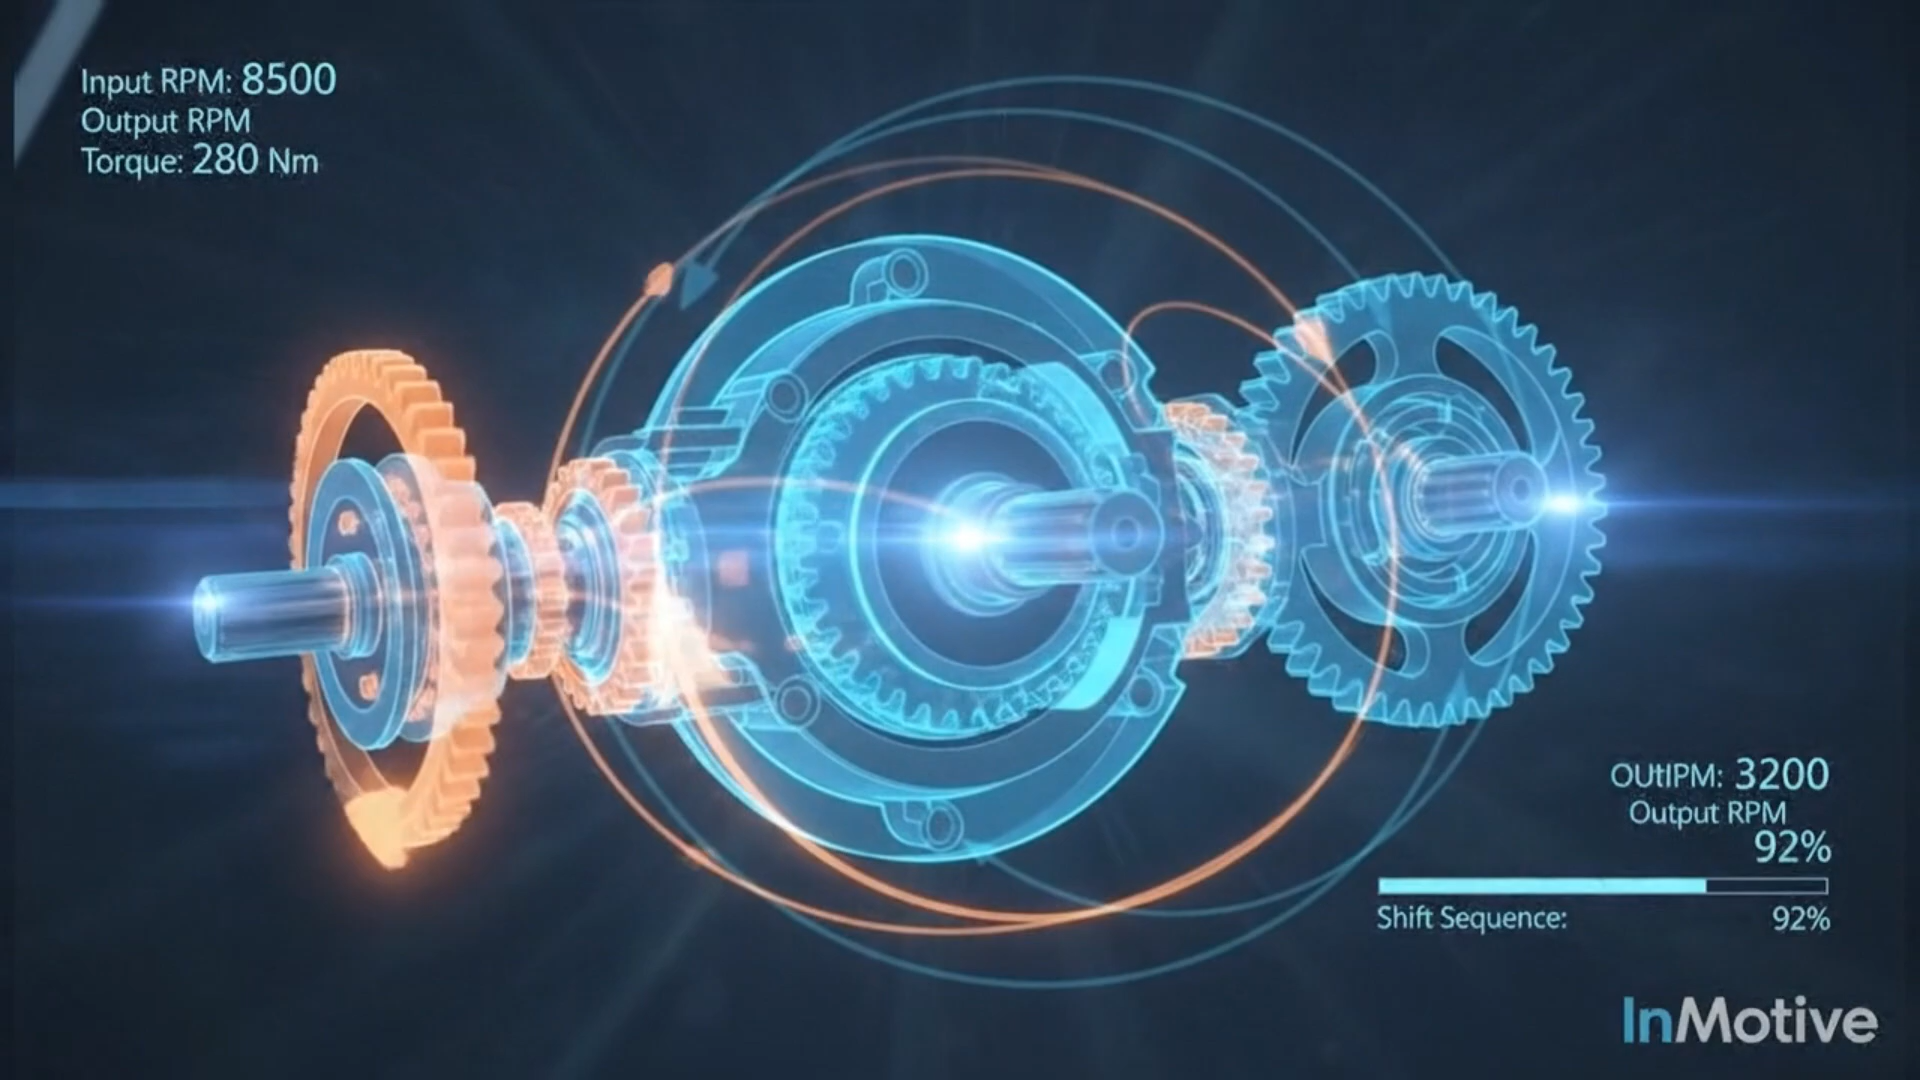 Input RPM: 8500
Output RPM
Torque: 280 Nm
OUtIPM: 3200
Output RPM
92%
Shift Sequence: 92%
InMotive